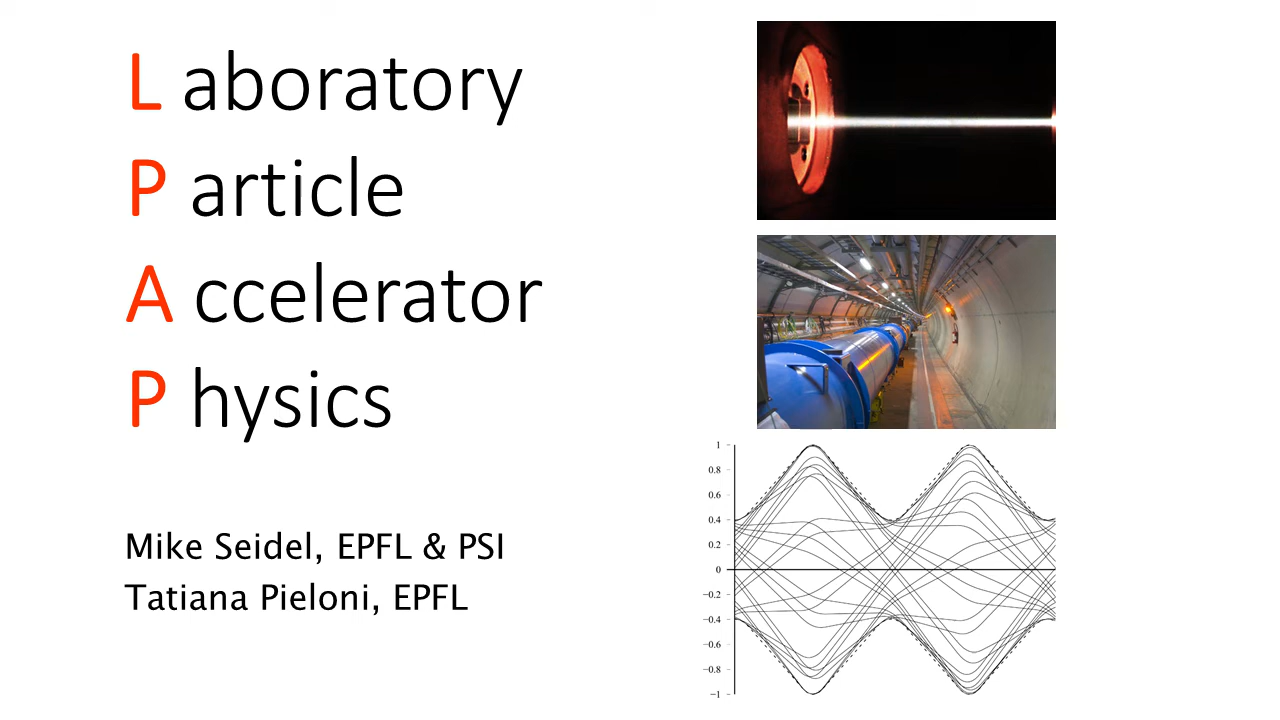 L aboratory
P article
A ccelerator
P hysics
Mike Seidel, EPFL & PSI
Tatiana Pieloni, EPFL
1
0.8
0.6
0.4
0.2
0
−0.2
−0.4
−0.6
−0.8
−1